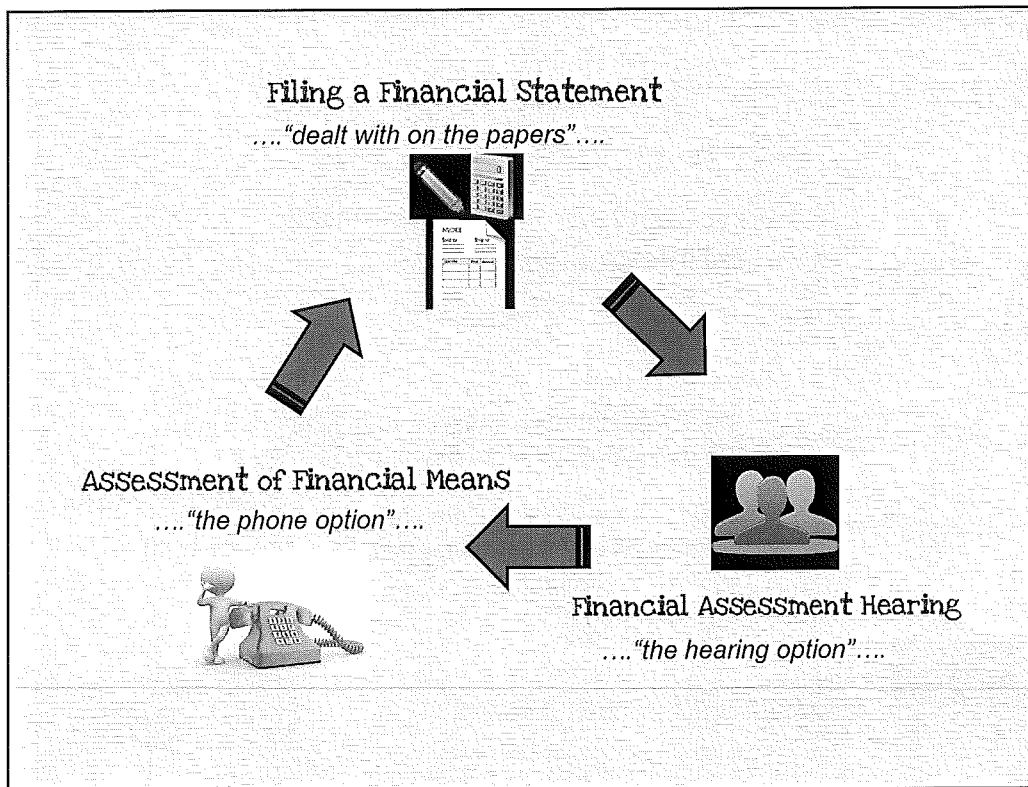 Filing a Financial Statement
...."dealt with on the papers"....
INVOICE
Assessment of Financial Means
...."the phone option"....
Financial Assessment Hearing
...."the hearing option"....